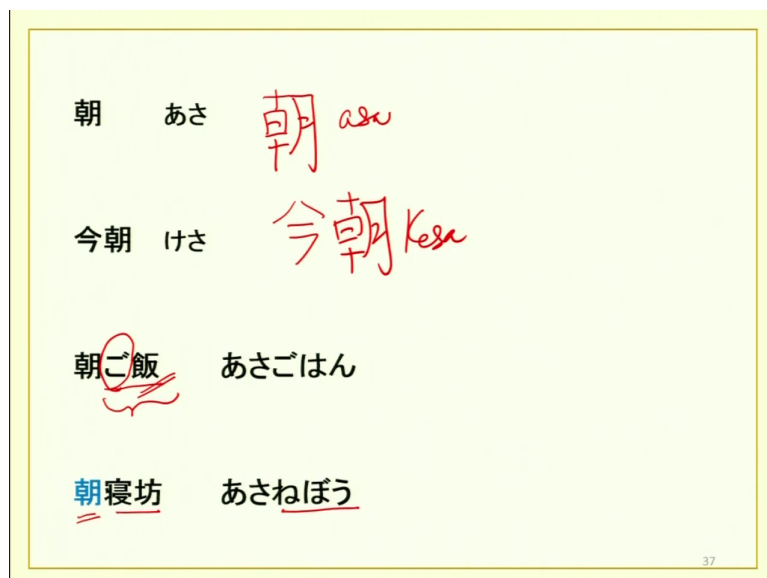 朝 あさ 朝 asa
今朝 けさ 今朝 Kesa
朝ご飯 あさごはん
朝寝坊 あさねぼう
37